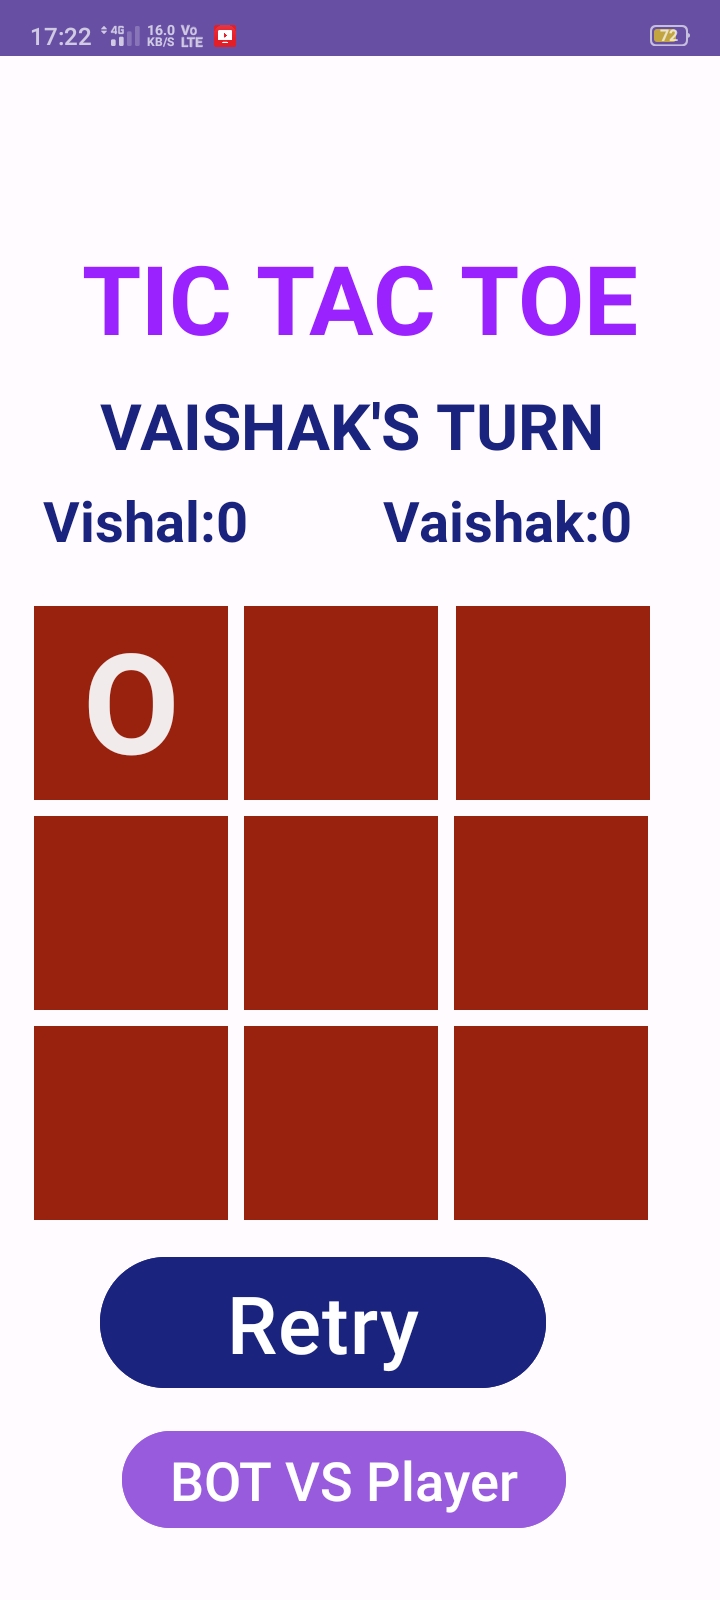 17:22 4G 16.0 KB/S Vo LTE 72
TIC TAC TOE
VAISHAK'S TURN
Vishal:0 Vaishak:0
O
Retry
BOT VS Player